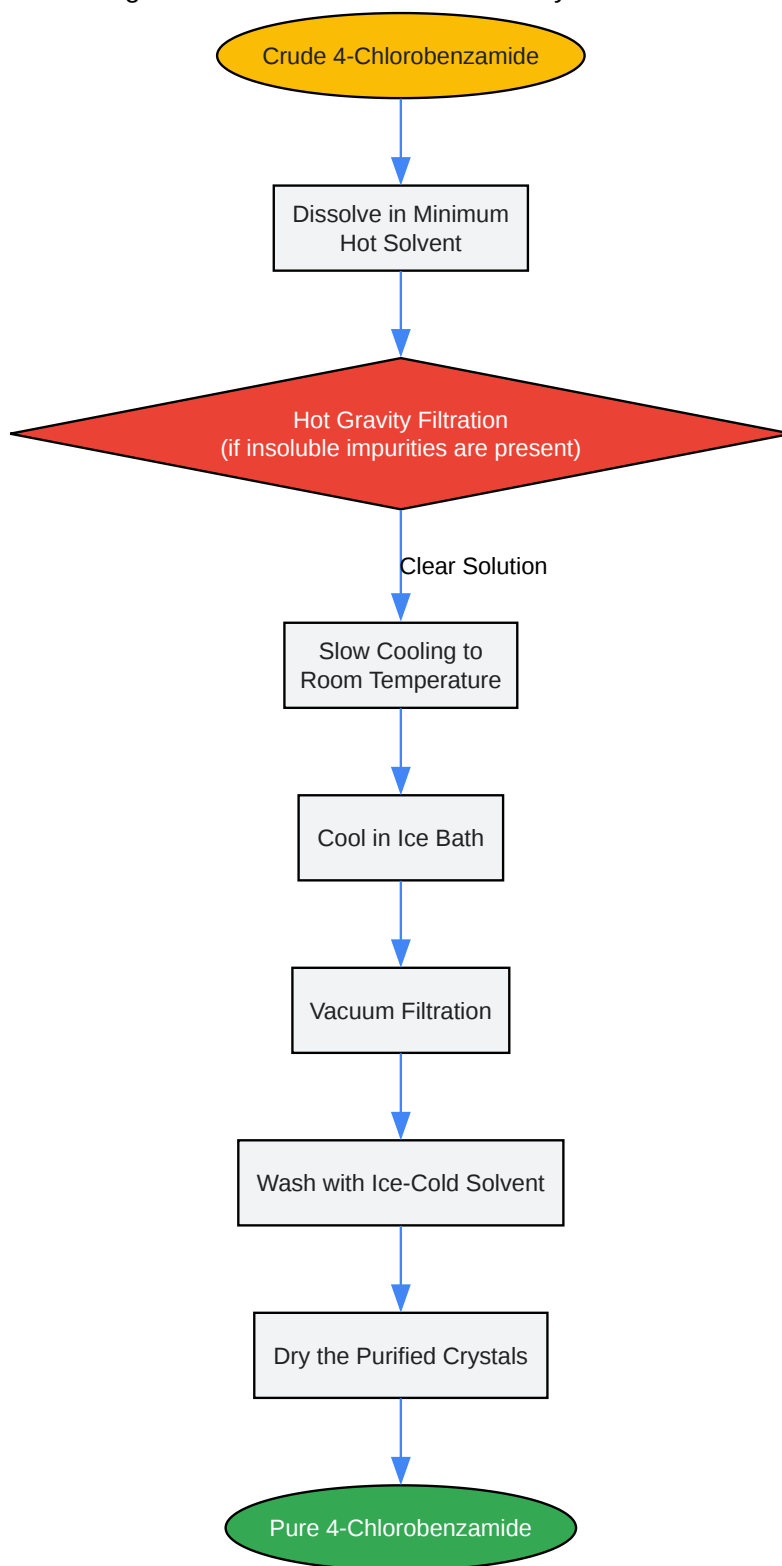 Crude 4-Chlorobenzamide
Dissolve in Minimum
Hot Solvent
Hot Gravity Filtration
(if insoluble impurities are present)
Clear Solution
Slow Cooling to
Room Temperature
Cool in Ice Bath
Vacuum Filtration
Wash with Ice-Cold Solvent
Dry the Purified Crystals
Pure 4-Chlorobenzamide